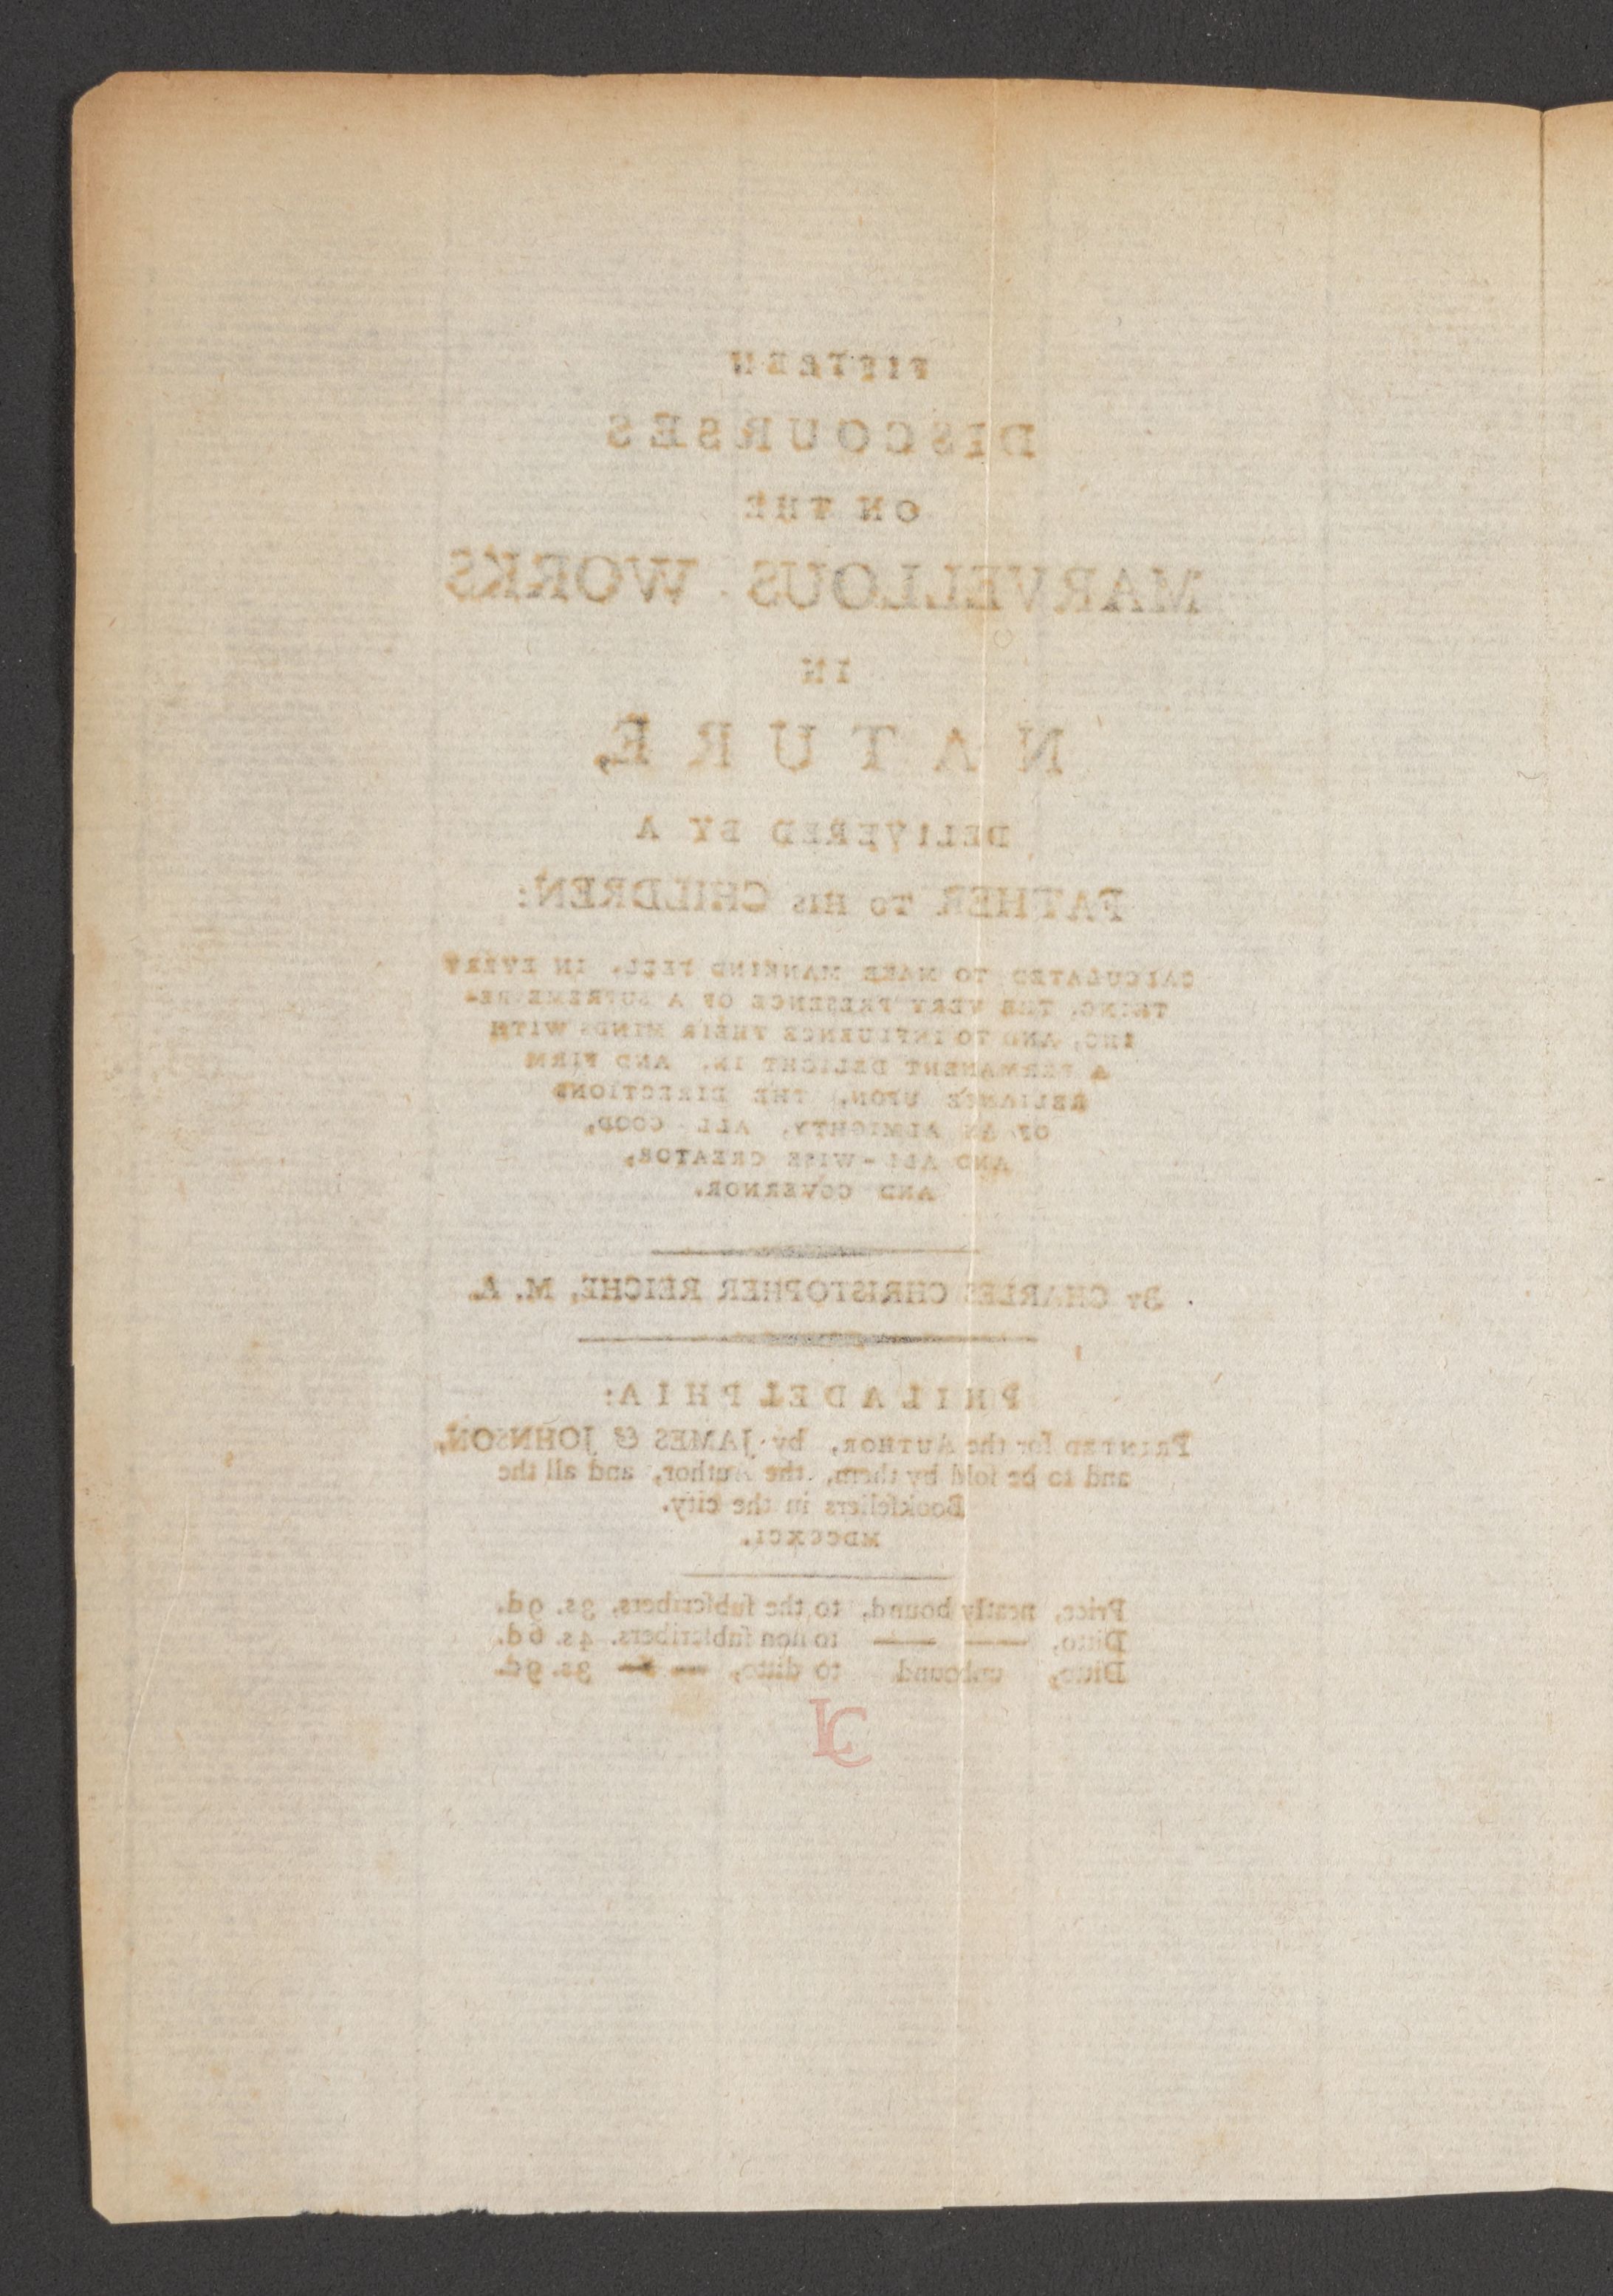 FIFTEEN
DISCOURSES
ON THE
MARVELLOUS WORKS
IN
NATURE,
DELIVERED BY A
FATHER TO HIS CHILDREN:
CALCULATED TO MAKE MANKIND FEEL, IN EVERY
THING, THE VERY PRESENCE OF A SUPREME BE-
ING, AND TO INFLUENCE THEIR MINDS WITH
A PERMANENT DELIGHT IN, AND FIRM
RELIANCE UPON, THE DIRECTIONS
OF AN ALMIGHTY, ALL-GOOD,
AND ALL-WISE CREATOR,
AND GOVERNOR.
By CHARLES CHRISTOPHER REICHE, M. A.
PHILADELPHIA:
PRINTED for the AUTHOR, by JAMES & JOHNSON,
and to be ſold by them, the Author, and all the
Bookſellers in the city.
MDCCXCI.
Price, neatly bound, to the ſubſcribers, 3s. 9d.
Ditto, — — to non ſubſcribers, 4s. 6d.
Ditto, unbound to ditto, — — 3s. 9d.
LC